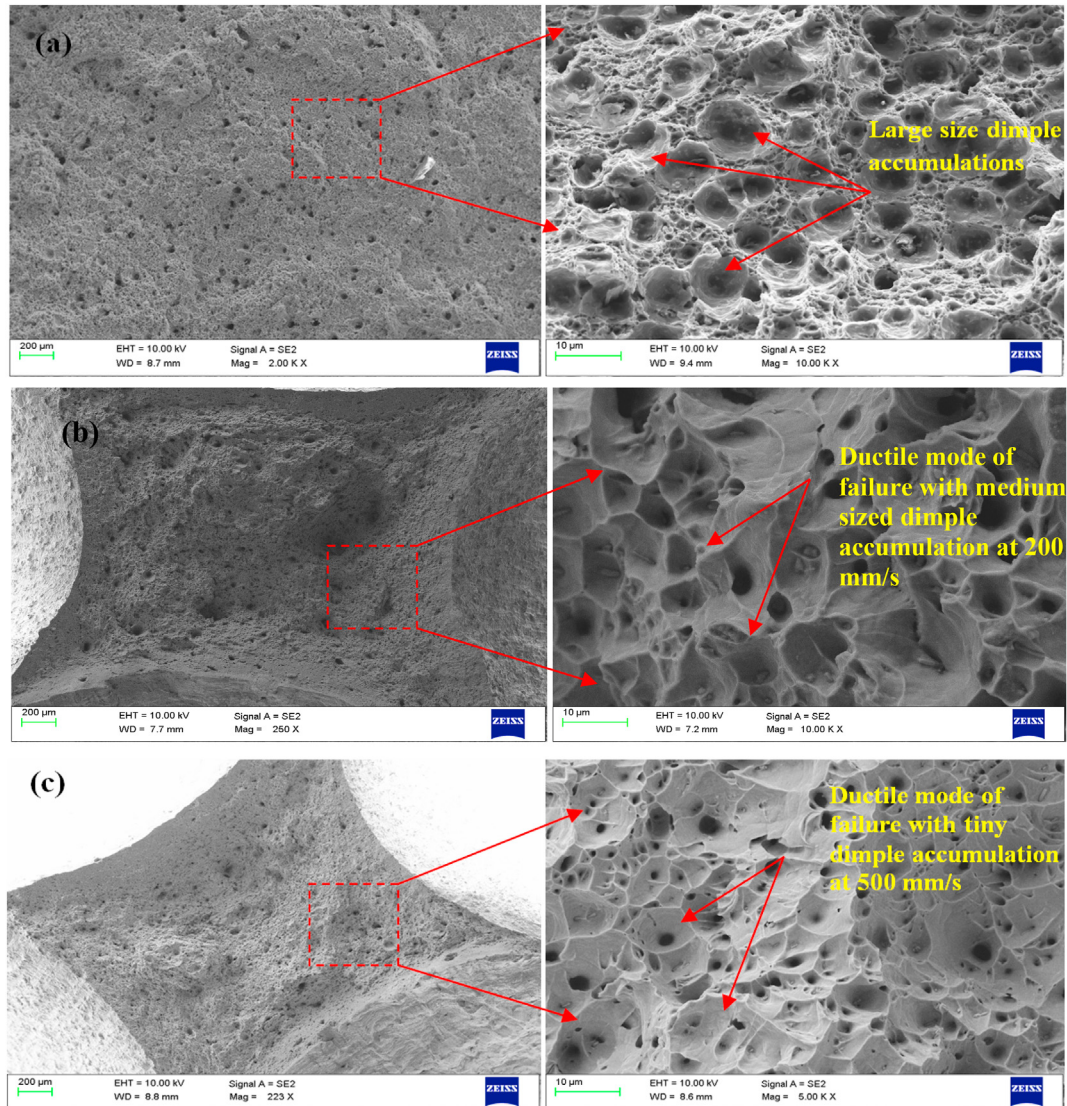 (a)
Large size dimple
accumulations
200 µm
EHT = 10.00 kV
Signal A = SE2
WD = 8.7 mm
Mag = 2.00 K X
ZEISS
10 µm
EHT = 10.00 kV
Signal A = SE2
WD = 9.4 mm
Mag = 10.00 K X
ZEISS
(b)
Ductile mode of
failure with medium
sized dimple
accumulation at 200
mm/s
200 µm
EHT = 10.00 kV
Signal A = SE2
WD = 7.7 mm
Mag = 250 X
ZEISS
10 µm
EHT = 10.00 kV
Signal A = SE2
WD = 7.2 mm
Mag = 10.00 K X
ZEISS
(c)
Ductile mode of
failure with tiny
dimple accumulation
at 500 mm/s
200 µm
EHT = 10.00 kV
Signal A = SE2
WD = 8.8 mm
Mag = 223 X
ZEISS
10 µm
EHT = 10.00 kV
Signal A = SE2
WD = 8.6 mm
Mag = 5.00 K X
ZEISS